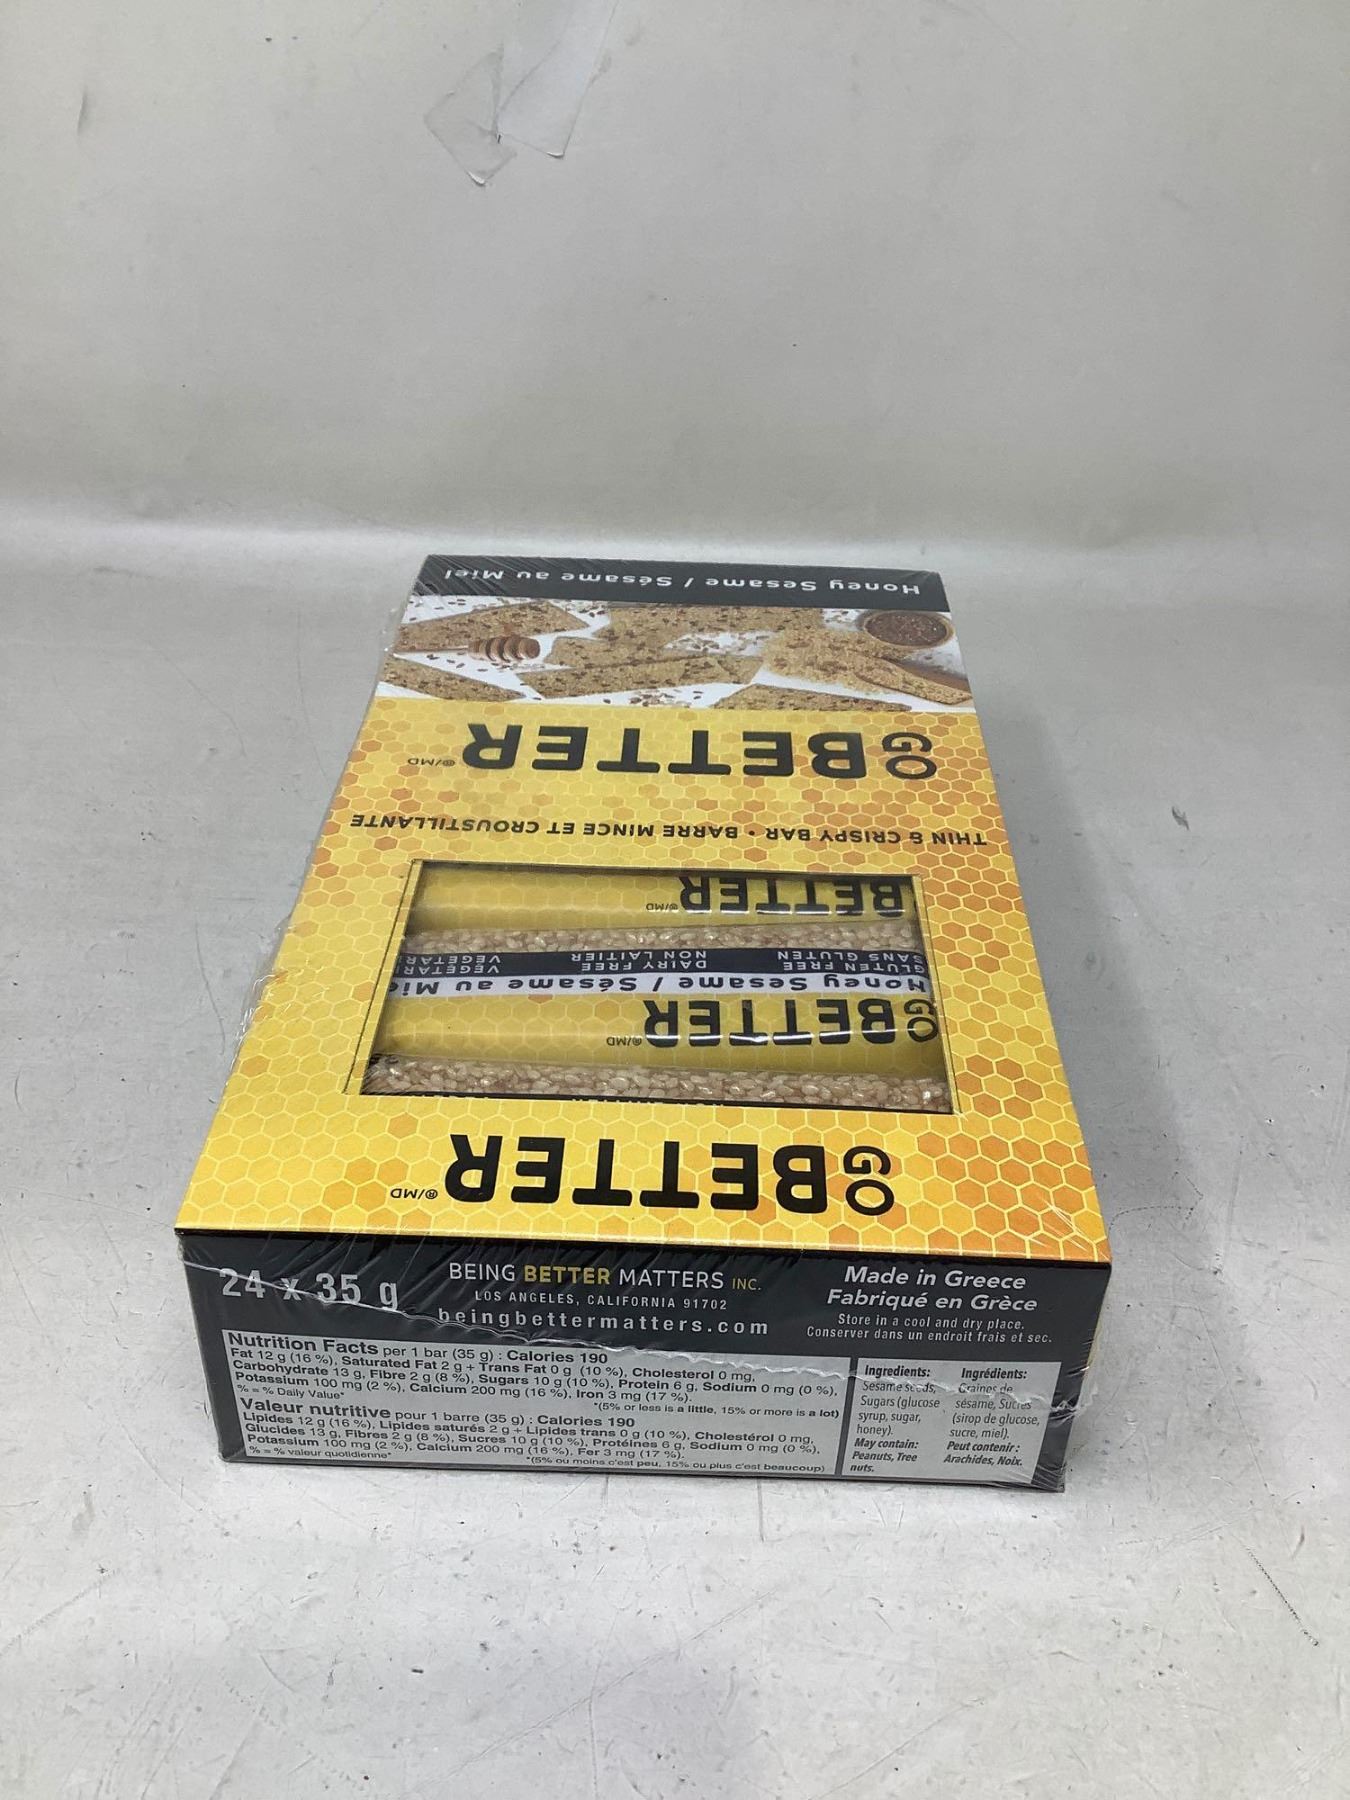 Honey Sesame / Sésame au Miel
GO BETTER ®/MD
THIN & CRISPY BAR • BARRE MINCE ET CROUSTILLANTE
BETTER ®/MD
GLUTEN FREE DAIRY FREE
SANS GLUTEN NON LAITIER
Honey Sesame / Sésame au
GO BETTER ®/MD
GO BETTER ®/MD
24 x 35 g
BEING BETTER MATTERS INC.
LOS ANGELES, CALIFORNIA 91702
beingbettermatters.com
Made in Greece
Fabriqué en Grèce
Store in a cool and dry place.
Conserver dans un endroit frais et sec.
Nutrition Facts per 1 bar (35 g) : Calories 190
Fat 12 g (16 %), Saturated Fat 2 g + Trans Fat 0 g (10 %), Cholesterol 0 mg,
Carbohydrate 13 g, Fibre 2 g (8 %), Sugars 10 g (10 %), Protein 6 g, Sodium 0 mg (0 %),
Potassium 100 mg (2 %), Calcium 200 mg (16 %), Iron 3 mg (17 %).
% = % Daily Value* *(5% or less is a little, 15% or more is a lot)
Valeur nutritive pour 1 barre (35 g) : Calories 190
Lipides 12 g (16 %), Lipides saturés 2 g + Lipides trans 0 g (10 %), Cholestérol 0 mg,
Glucides 13 g, Fibres 2 g (8 %), Sucres 10 g (10 %), Protéines 6 g, Sodium 0 mg (0 %),
Potassium 100 mg (2 %), Calcium 200 mg (16 %), Fer 3 mg (17 %).
% = % valeur quotidienne* *(5% ou moins c'est peu, 15% ou plus c'est beaucoup)
Ingredients:
Sesame seeds,
Sugars (glucose
syrup, sugar,
honey).
May contain:
Peanuts, Tree
nuts.
Ingrédients:
Graines de
sésame, Sucres
(sirop de glucose,
sucre, miel).
Peut contenir :
Arachides, Noix.